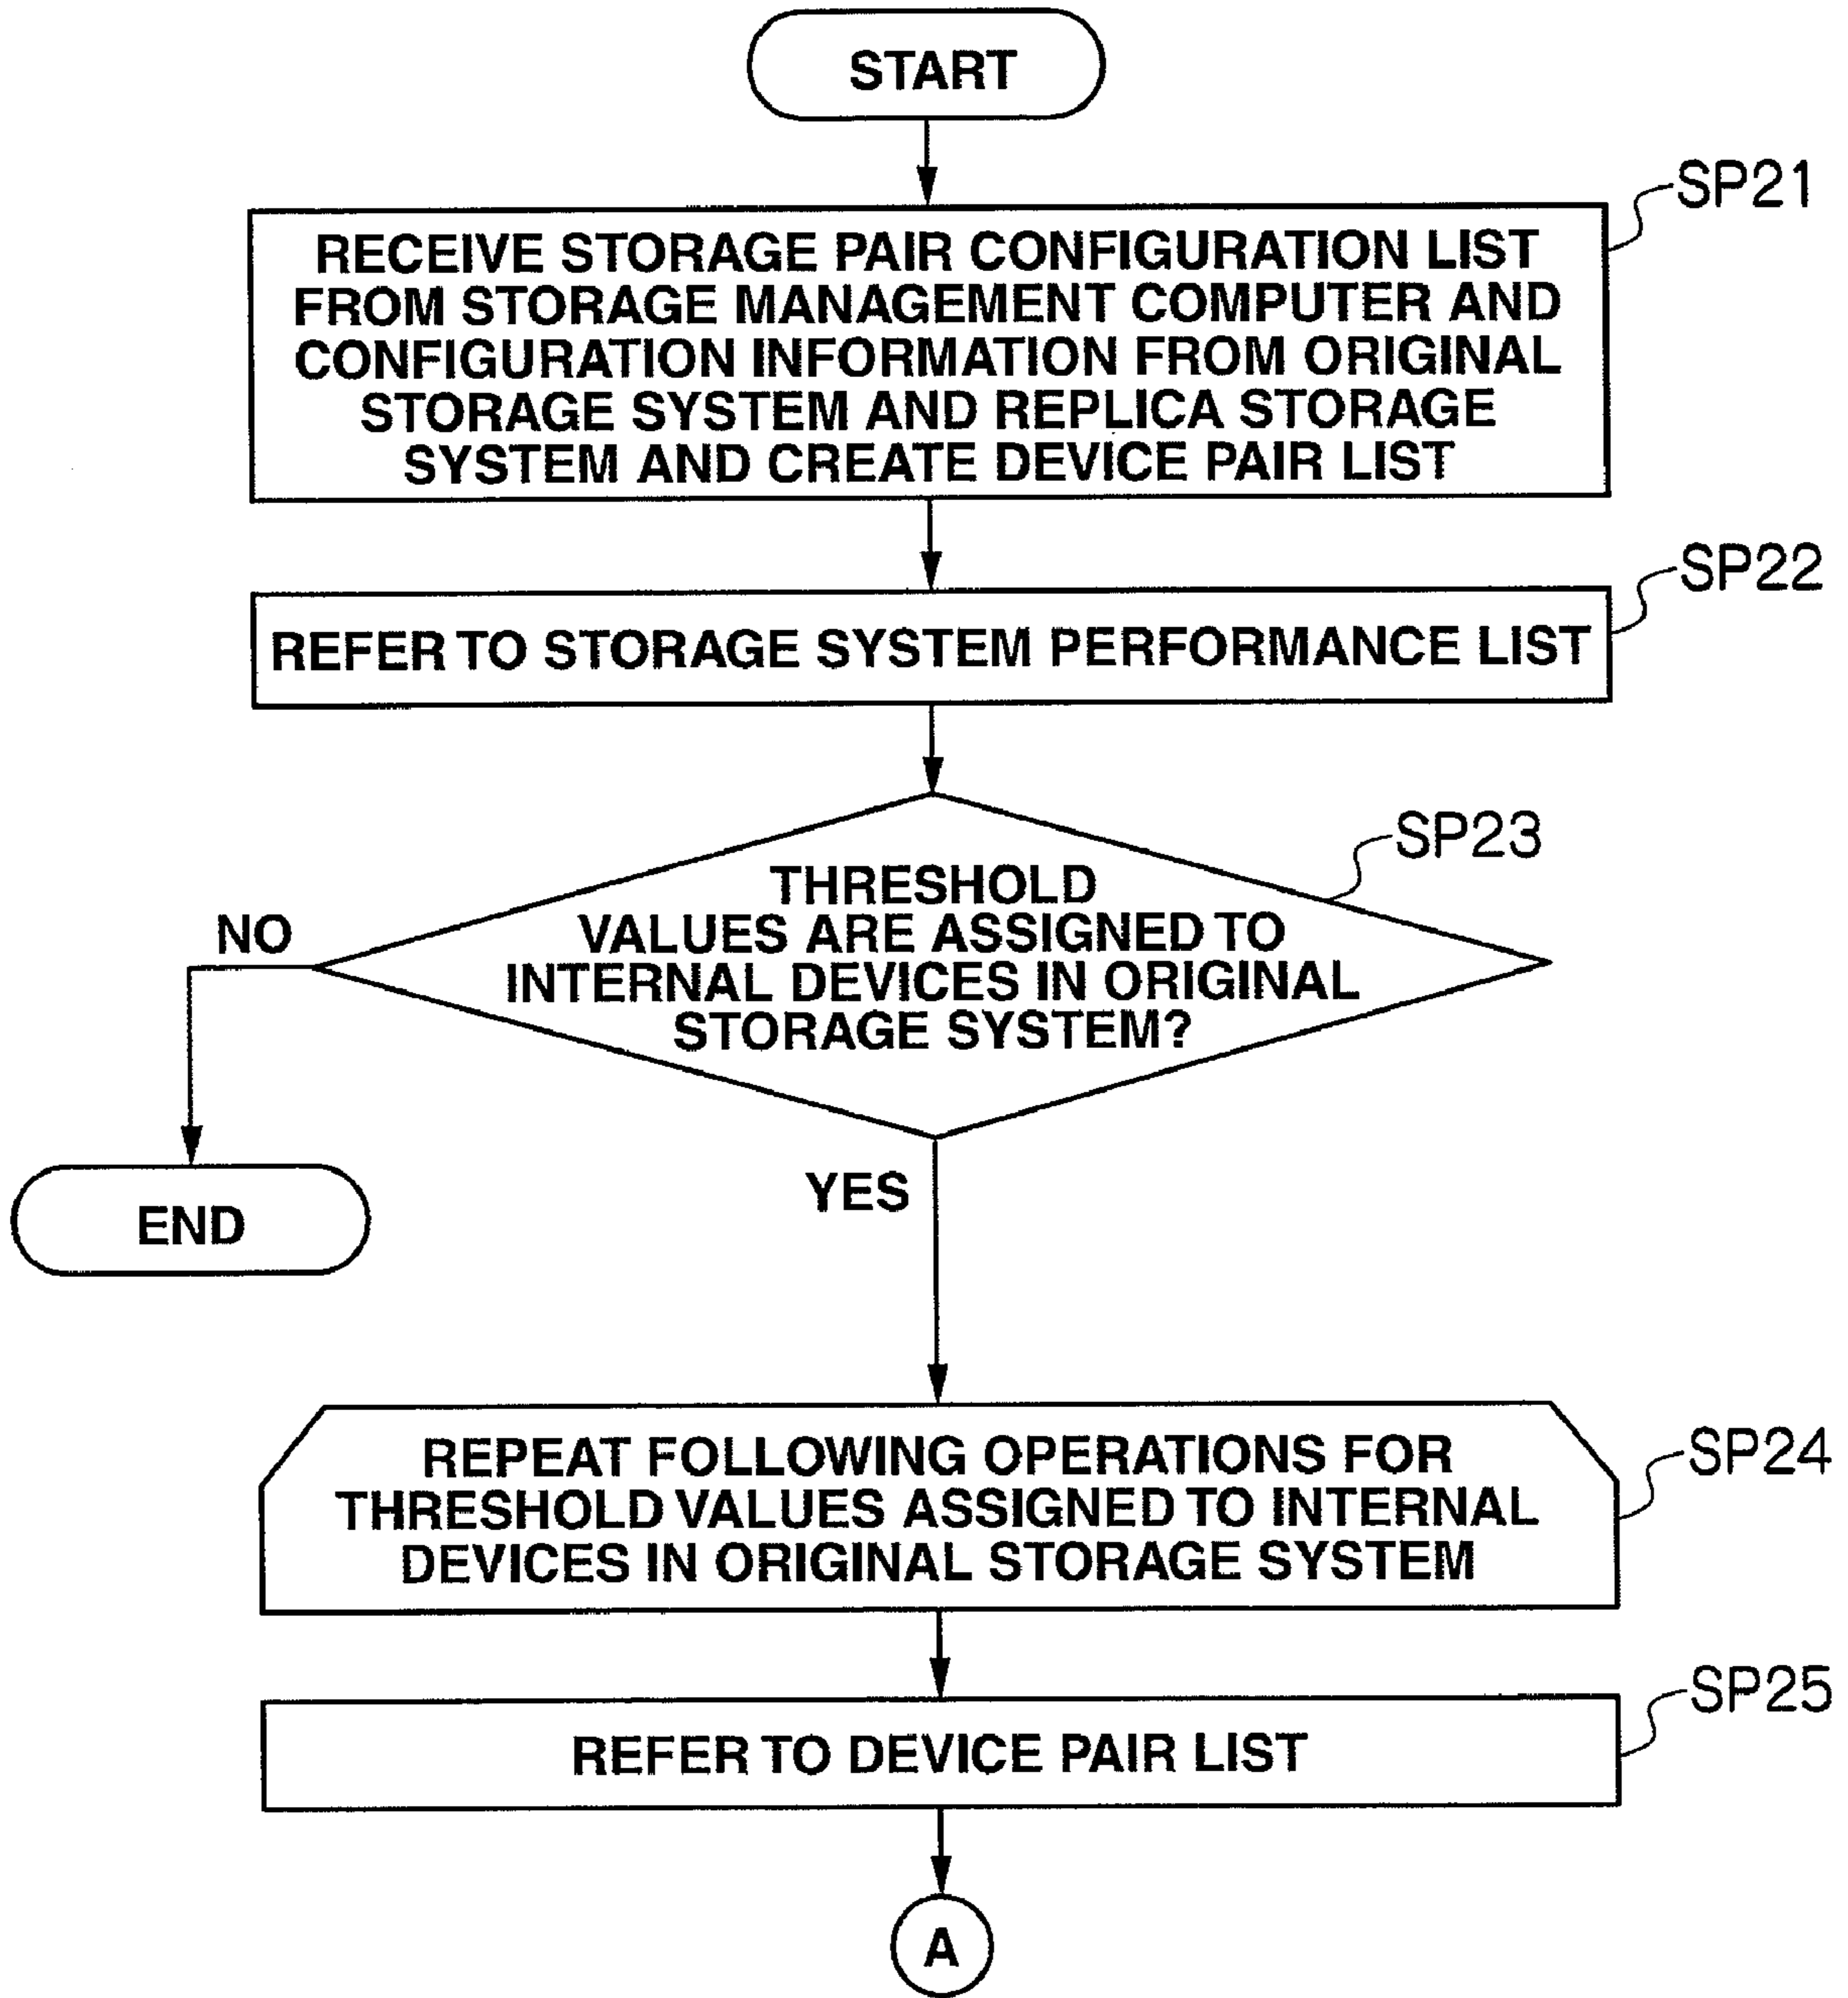 START
SP21
RECEIVE STORAGE PAIR CONFIGURATION LIST
FROM STORAGE MANAGEMENT COMPUTER AND
CONFIGURATION INFORMATION FROM ORIGINAL
STORAGE SYSTEM AND REPLICA STORAGE
SYSTEM AND CREATE DEVICE PAIR LIST
SP22
REFER TO STORAGE SYSTEM PERFORMANCE LIST
SP23
THRESHOLD
VALUES ARE ASSIGNED TO
INTERNAL DEVICES IN ORIGINAL
STORAGE SYSTEM?
NO
END
YES
SP24
REPEAT FOLLOWING OPERATIONS FOR
THRESHOLD VALUES ASSIGNED TO INTERNAL
DEVICES IN ORIGINAL STORAGE SYSTEM
SP25
REFER TO DEVICE PAIR LIST
A